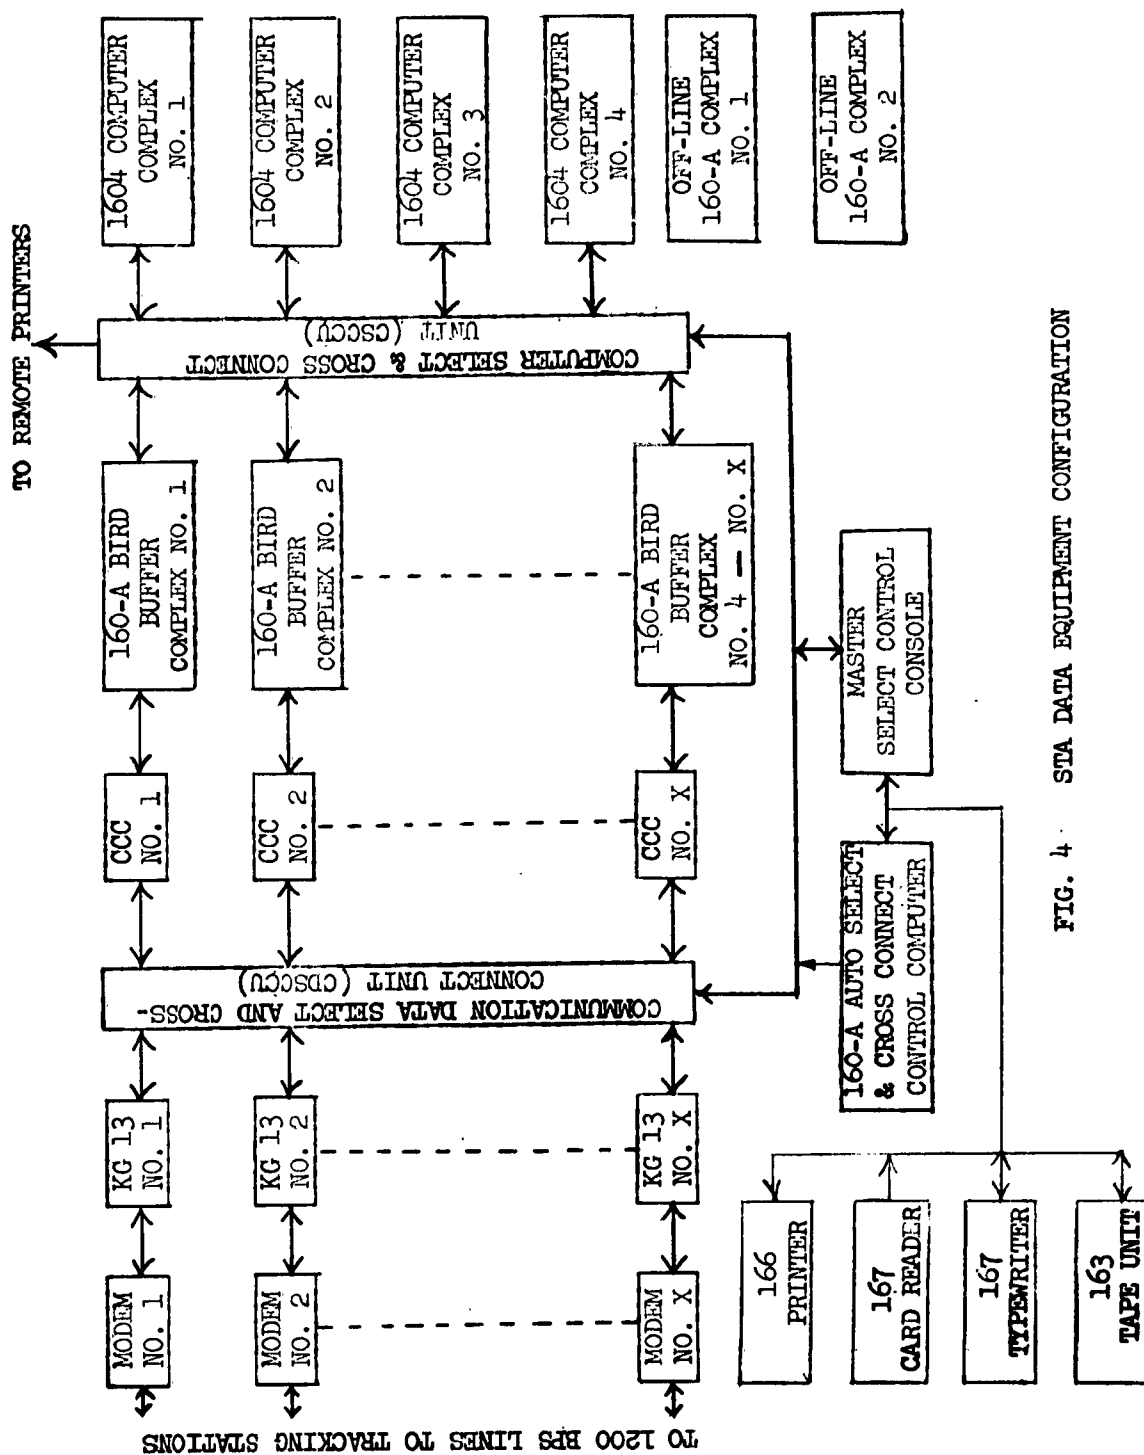 TO REMOTE PRINTERS
TO 1200 BPS LINES TO TRACKING STATIONS
MODEM
NO. 1
KG 13
NO. 1
CCC
NO. 1
160-A BIRD
BUFFER
COMPLEX NO. 1
1604 COMPUTER
COMPLEX
NO. 1
MODEM
NO. 2
KG 13
NO. 2
CCC
NO. 2
160-A BIRD
BUFFER
COMPLEX NO. 2
1604 COMPUTER
COMPLEX
NO. 2
COMMUNICATION DATA SELECT AND CROSS-
CONNECT UNIT (CDSCCU)
COMPUTER SELECT & CROSS CONNECT
UNIT (CSCCU)
1604 COMPUTER
COMPLEX
NO. 3
1604 COMPUTER
COMPLEX
NO. 4
MODEM
NO. X
KG 13
NO. X
CCC
NO. X
160-A BIRD
BUFFER
COMPLEX
NO. 4 -- NO. X
OFF-LINE
160-A COMPLEX
NO. 1
OFF-LINE
160-A COMPLEX
NO. 2
166
PRINTER
167
CARD READER
167
TYPEWRITER
163
TAPE UNIT
160-A AUTO SELECT
& CROSS CONNECT
CONTROL COMPUTER
MASTER
SELECT CONTROL
CONSOLE
FIG. 4 STA DATA EQUIPMENT CONFIGURATION